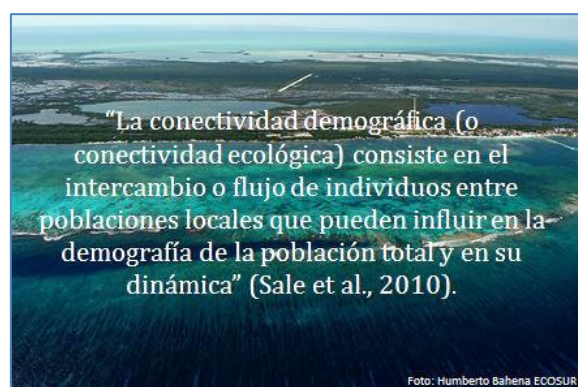 “La conectividad demográfica (o
conectividad ecológica) consiste en el
intercambio o flujo de individuos entre
poblaciones locales que pueden influir en la
demografía de la población total y en su
dinámica” (Sale et al., 2010).
Foto: Humberto Bahena ECOSUR